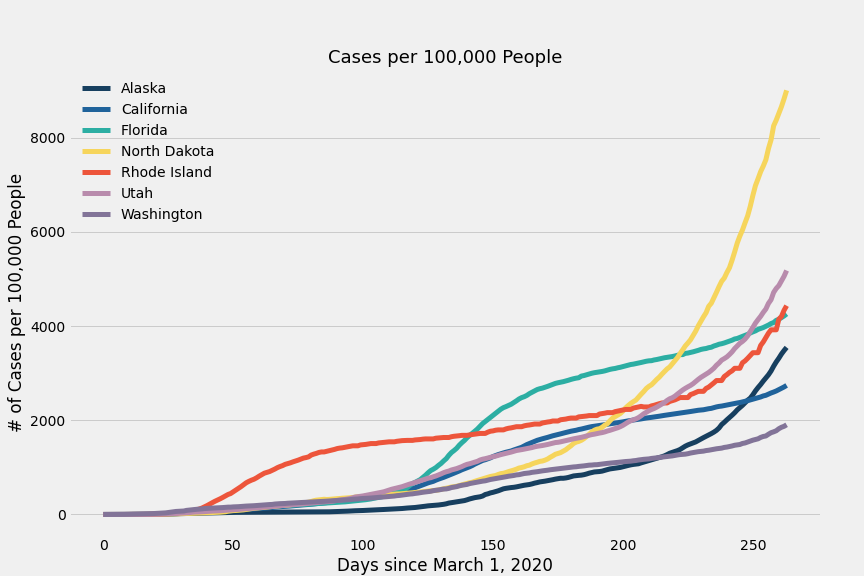 Cases per 100,000 People
Alaska
California
Florida
North Dakota
Rhode Island
Utah
Washington
# of Cases per 100,000 People
8000
6000
4000
2000
0
0 50 100 150 200 250
Days since March 1, 2020